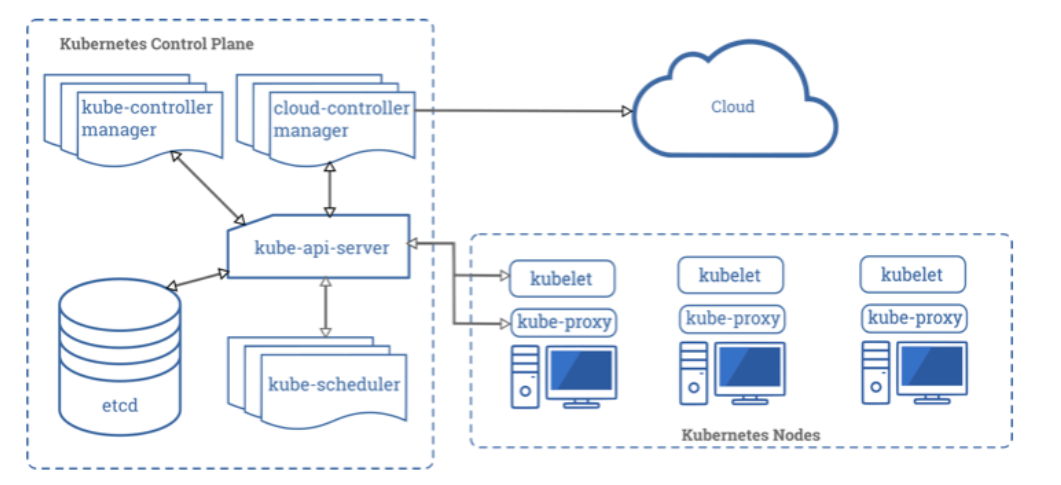 Kubernetes Control Plane
kube-controller
manager
cloud-controller
manager
Cloud
kube-api-server
kubelet
kubelet
kubelet
kube-proxy
kube-proxy
kube-proxy
kube-scheduler
etcd
Kubernetes Nodes